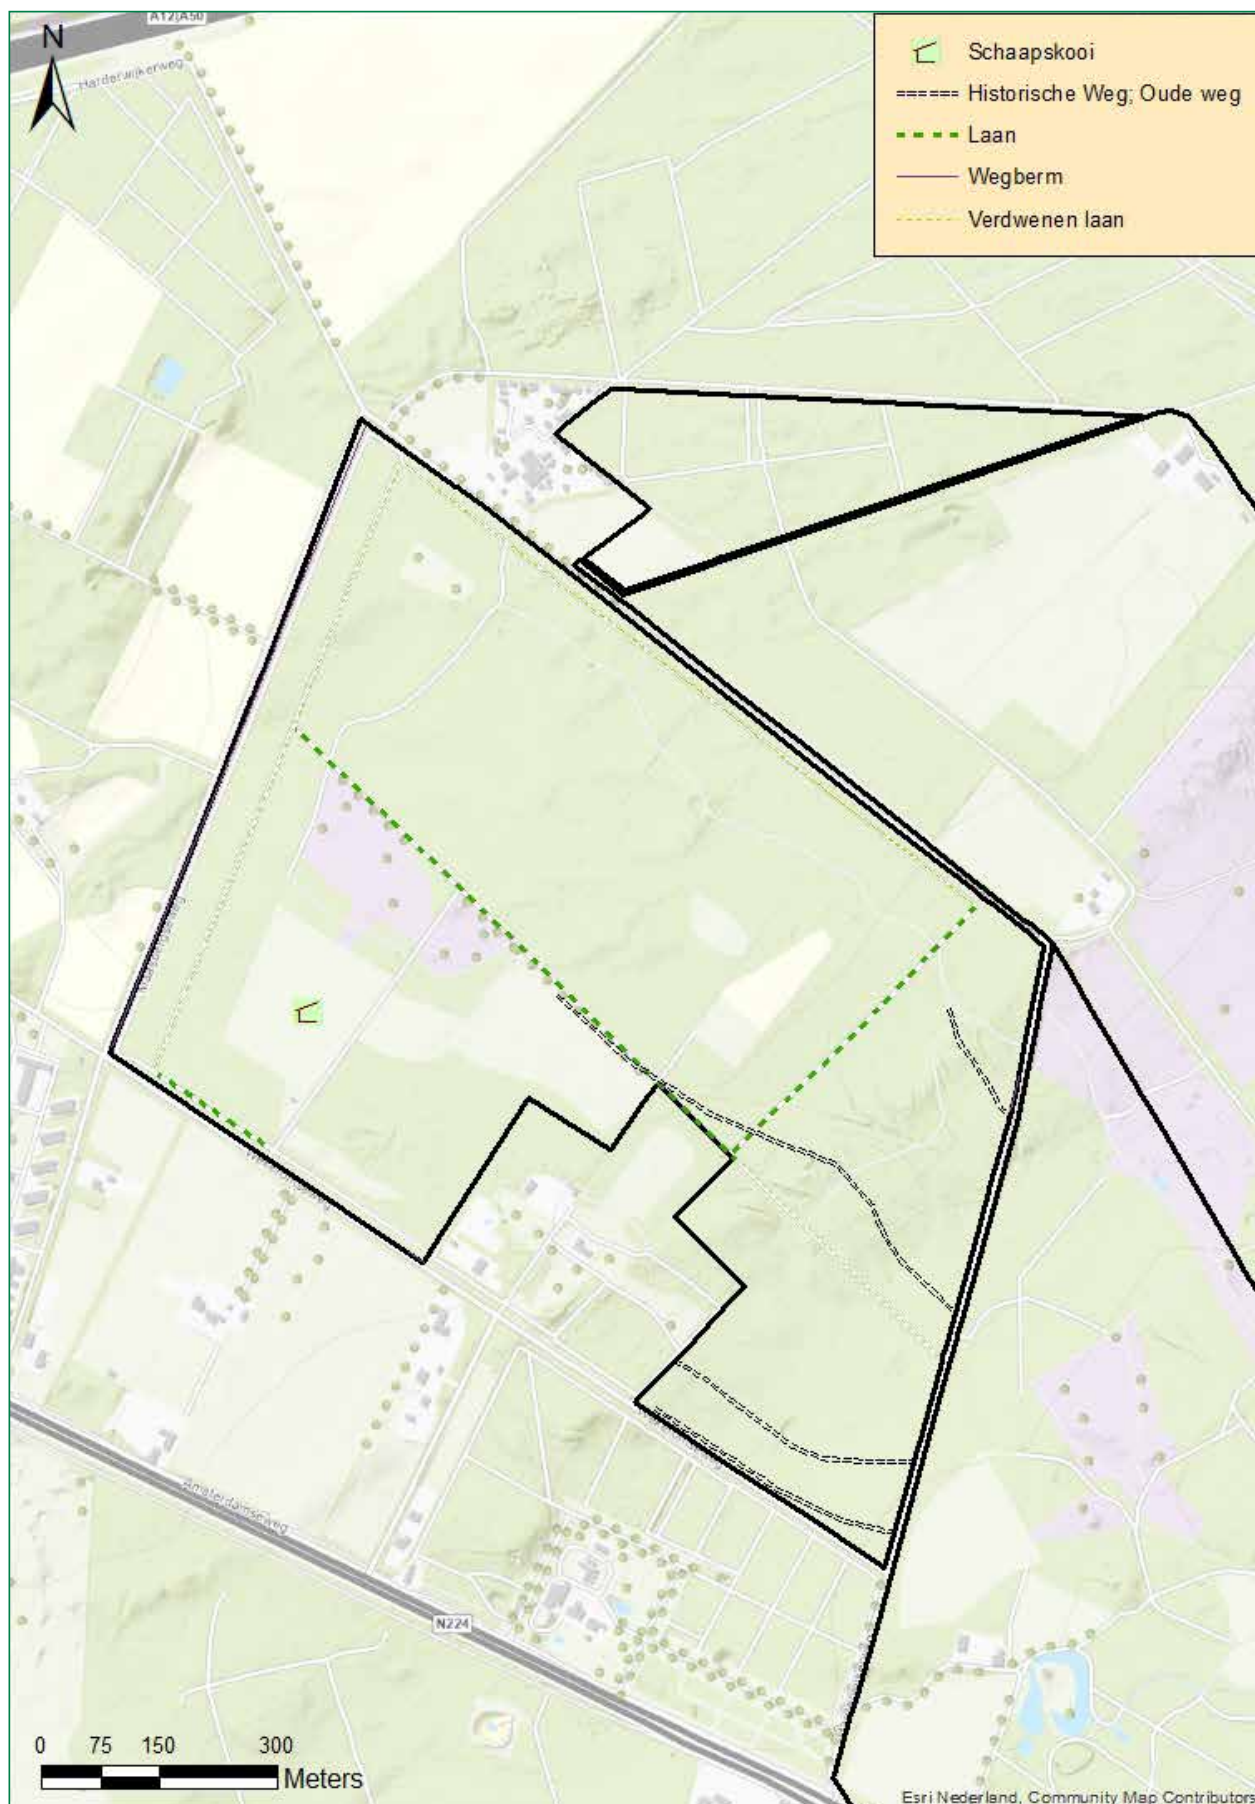 A12|A50
N
Harderwijkerweg
Schaapskooi
Historische Weg; Oude weg
Laan
Wegberm
Verdwenen laan
Amsterdamseweg
N224
0 75 150 300
Meters
Esri Nederland, Community Map Contributors